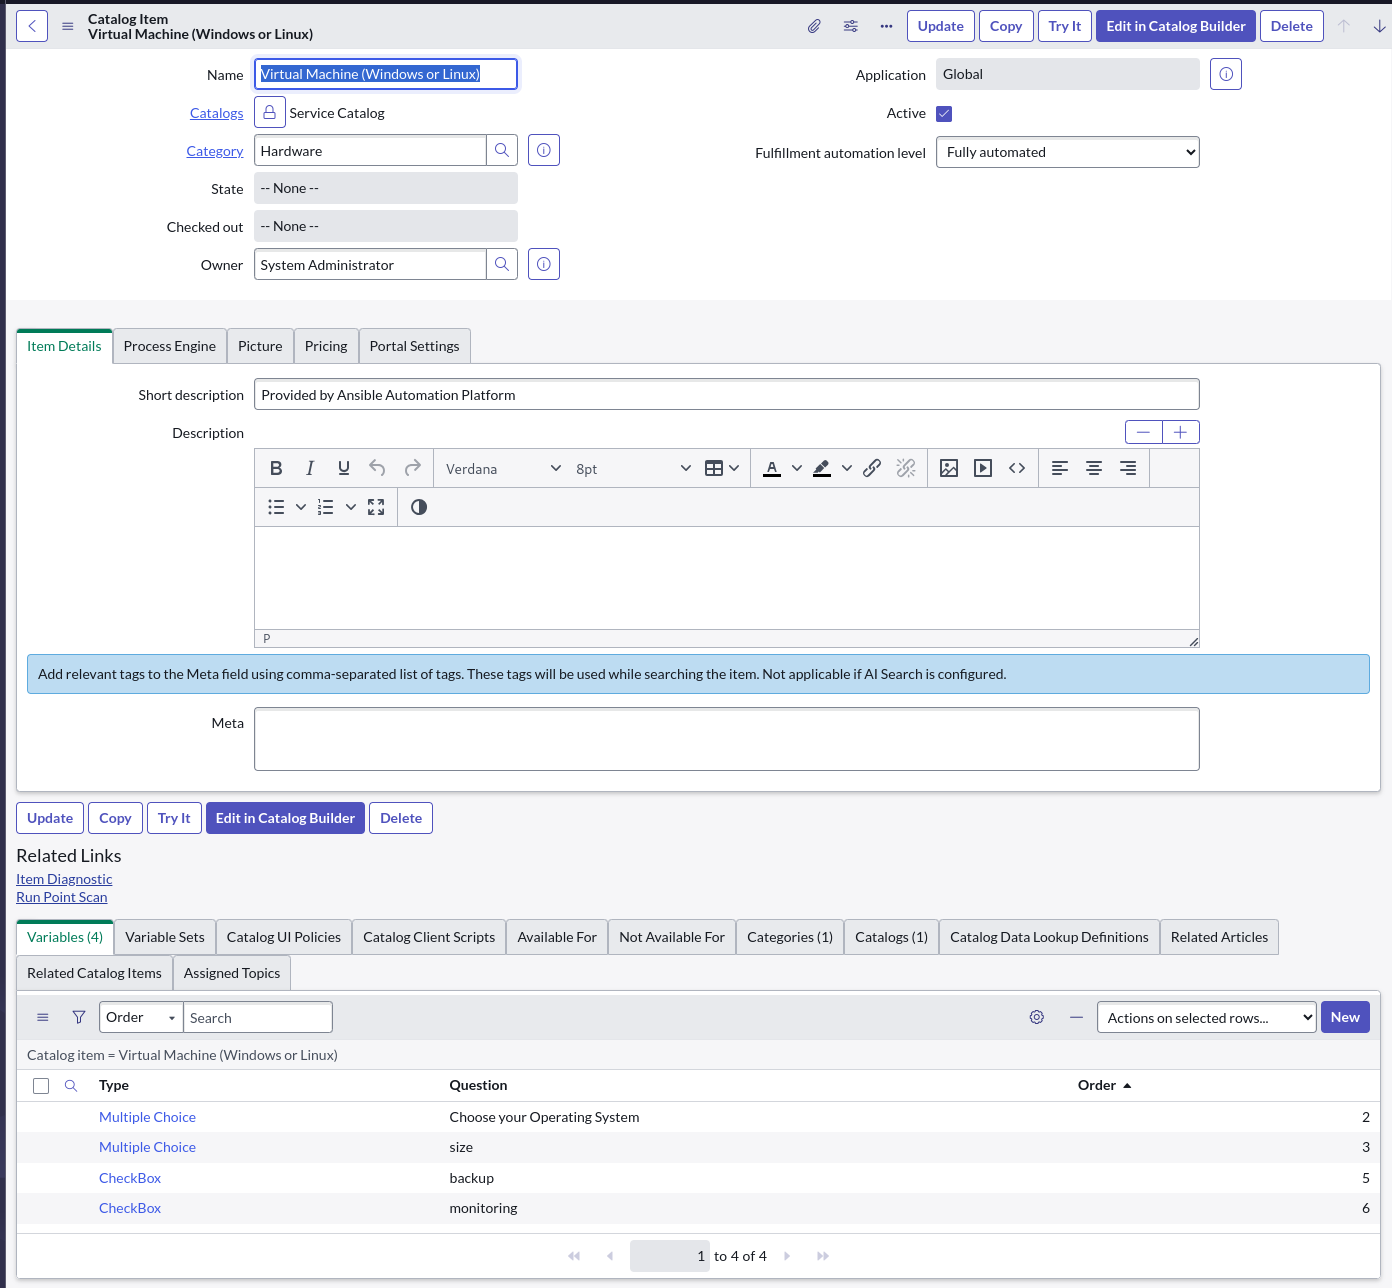 Catalog Item
Virtual Machine (Windows or Linux)
Update
Copy
Try It
Edit in Catalog Builder
Delete
Name
Virtual Machine (Windows or Linux)
Application
Global
Catalogs
Service Catalog
Active
Category
Hardware
Fulfillment automation level
Fully automated
State
-- None --
Checked out
-- None --
Owner
System Administrator
Item Details
Process Engine
Picture
Pricing
Portal Settings
Short description
Provided by Ansible Automation Platform
Description
B I U
Verdana
8pt
A
P
Add relevant tags to the Meta field using comma-separated list of tags. These tags will be used while searching the item. Not applicable if AI Search is configured.
Meta
Update
Copy
Try It
Edit in Catalog Builder
Delete
Related Links
Item Diagnostic
Run Point Scan
Variables (4)
Variable Sets
Catalog UI Policies
Catalog Client Scripts
Available For
Not Available For
Categories (1)
Catalogs (1)
Catalog Data Lookup Definitions
Related Articles
Related Catalog Items
Assigned Topics
Order
Search
Actions on selected rows...
New
Catalog item = Virtual Machine (Windows or Linux)
Type Question Order
Multiple Choice Choose your Operating System 2
Multiple Choice size 3
CheckBox backup 5
CheckBox monitoring 6
1 to 4 of 4